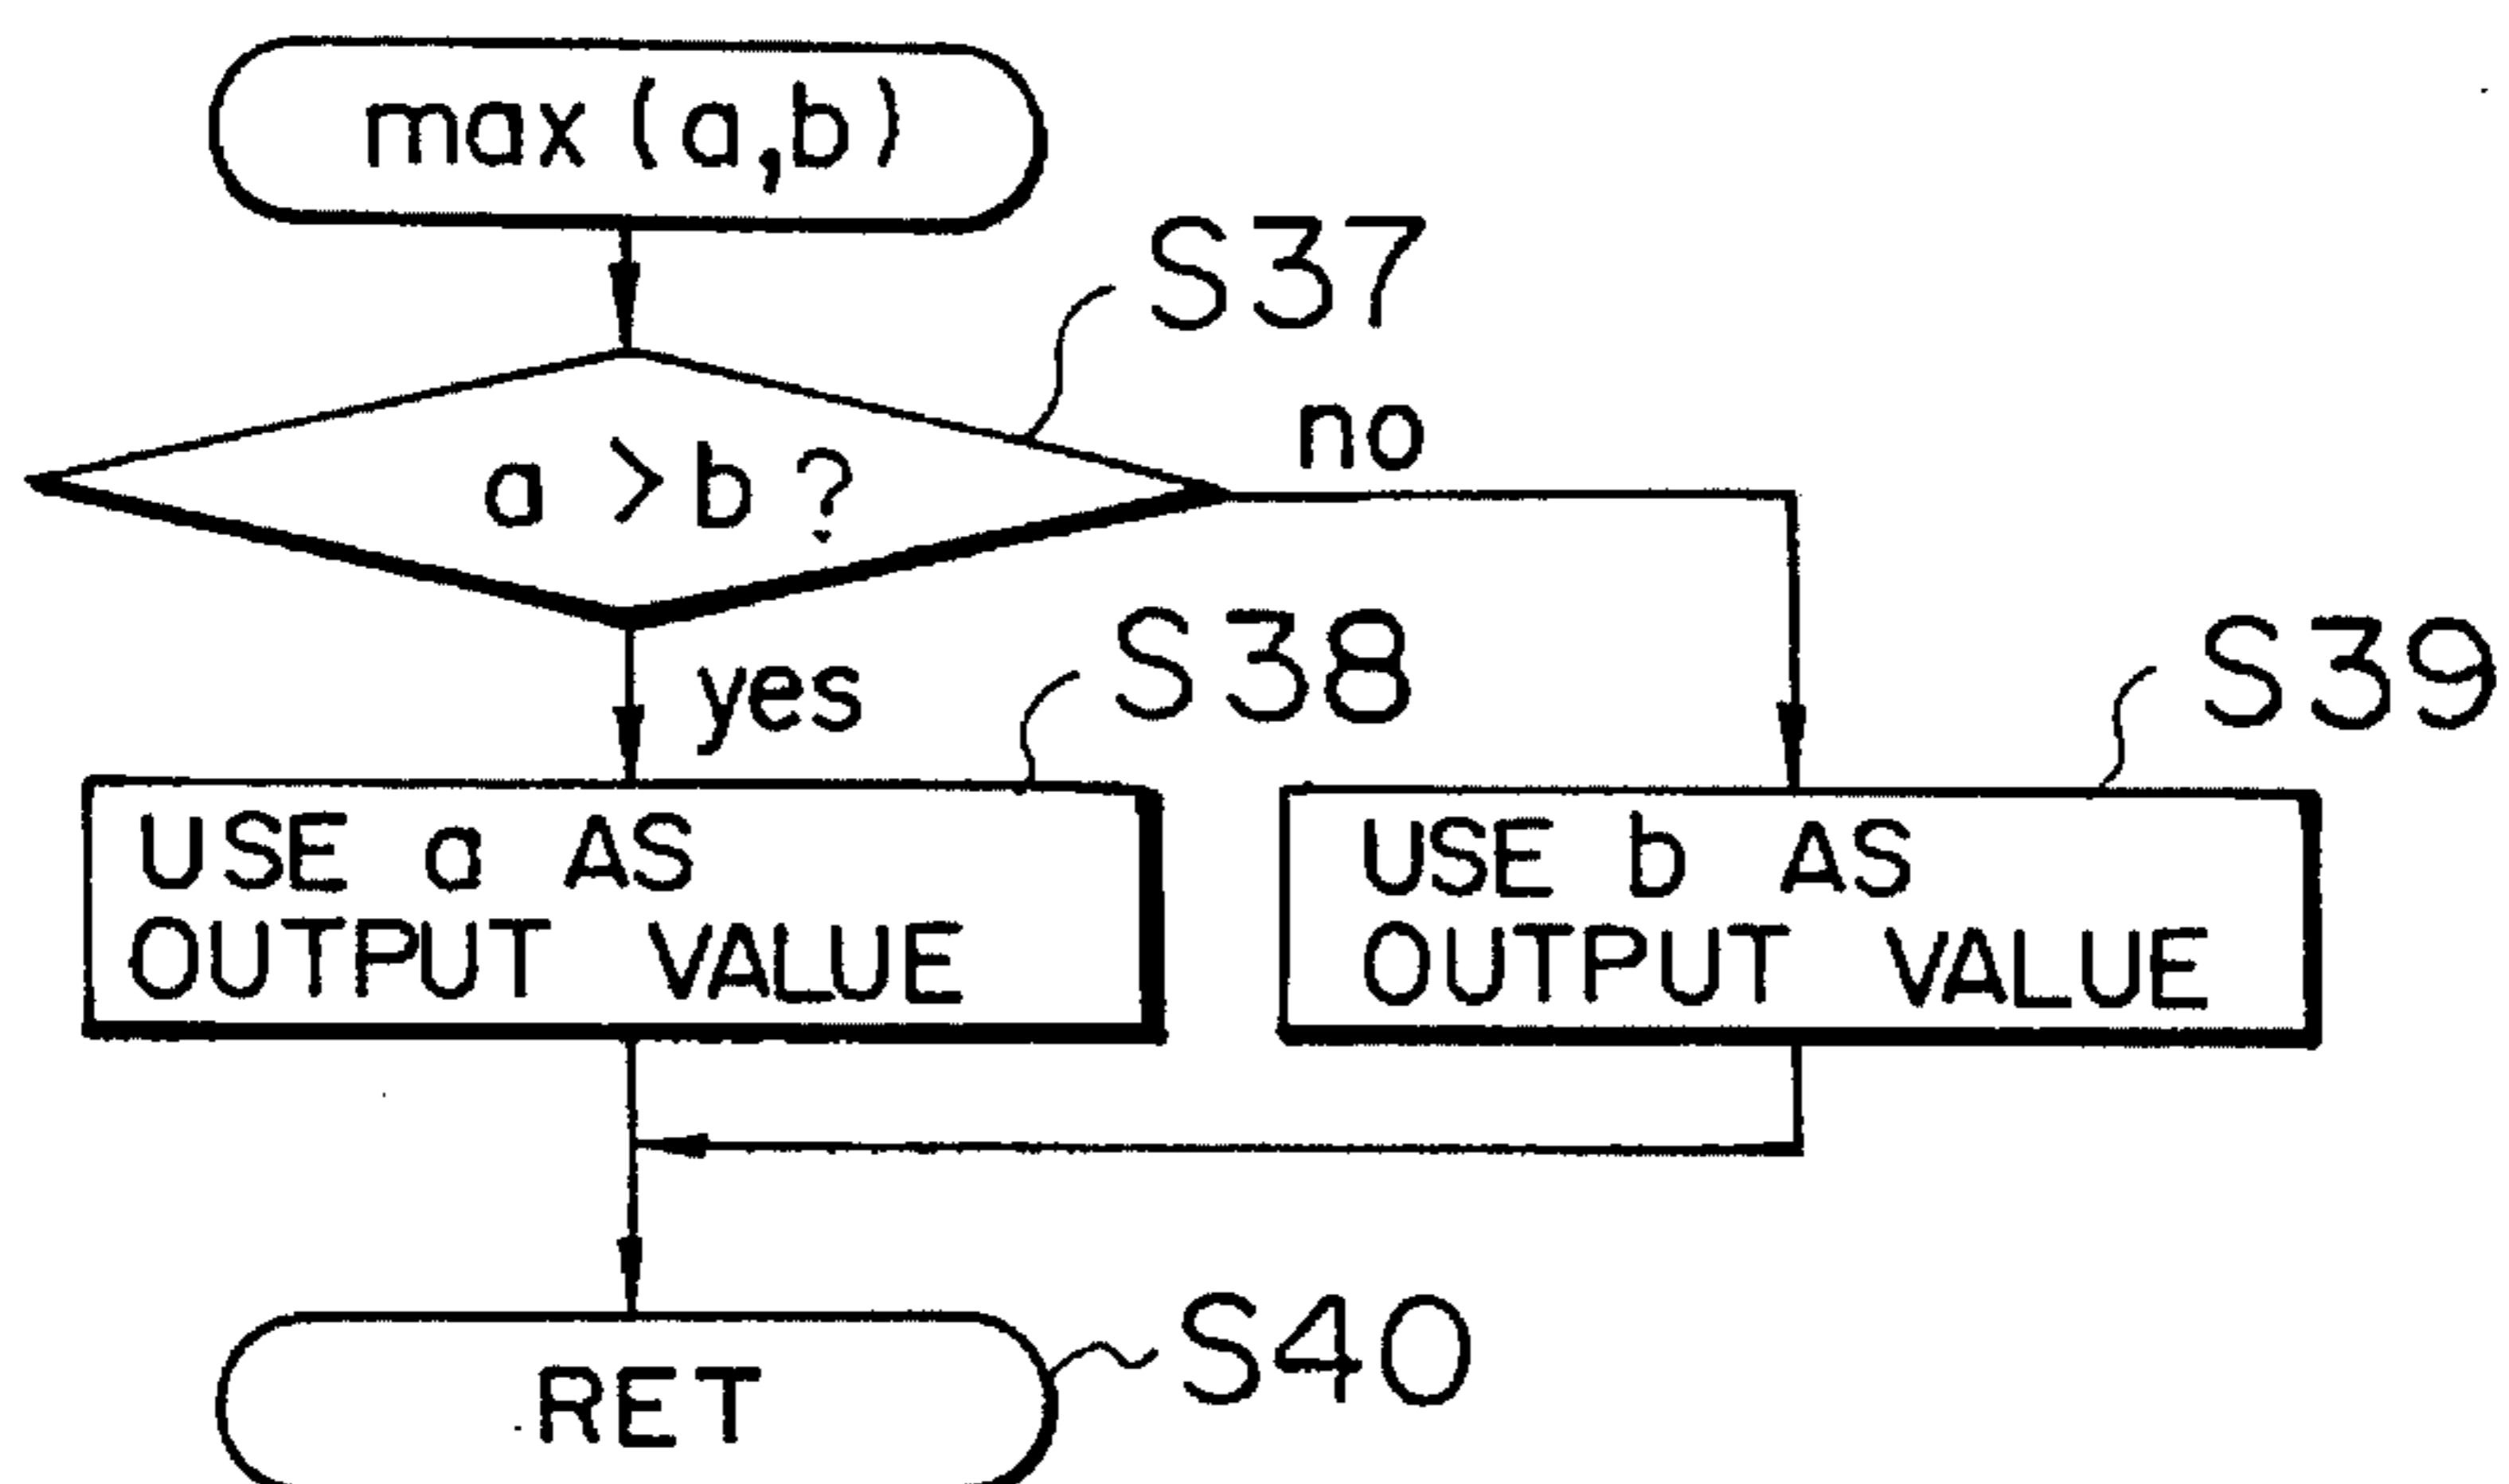 max (a,b)
S37
a > b ?
no
yes
S38
S39
USE a AS
OUTPUT VALUE
USE b AS
OUTPUT VALUE
RET
S40